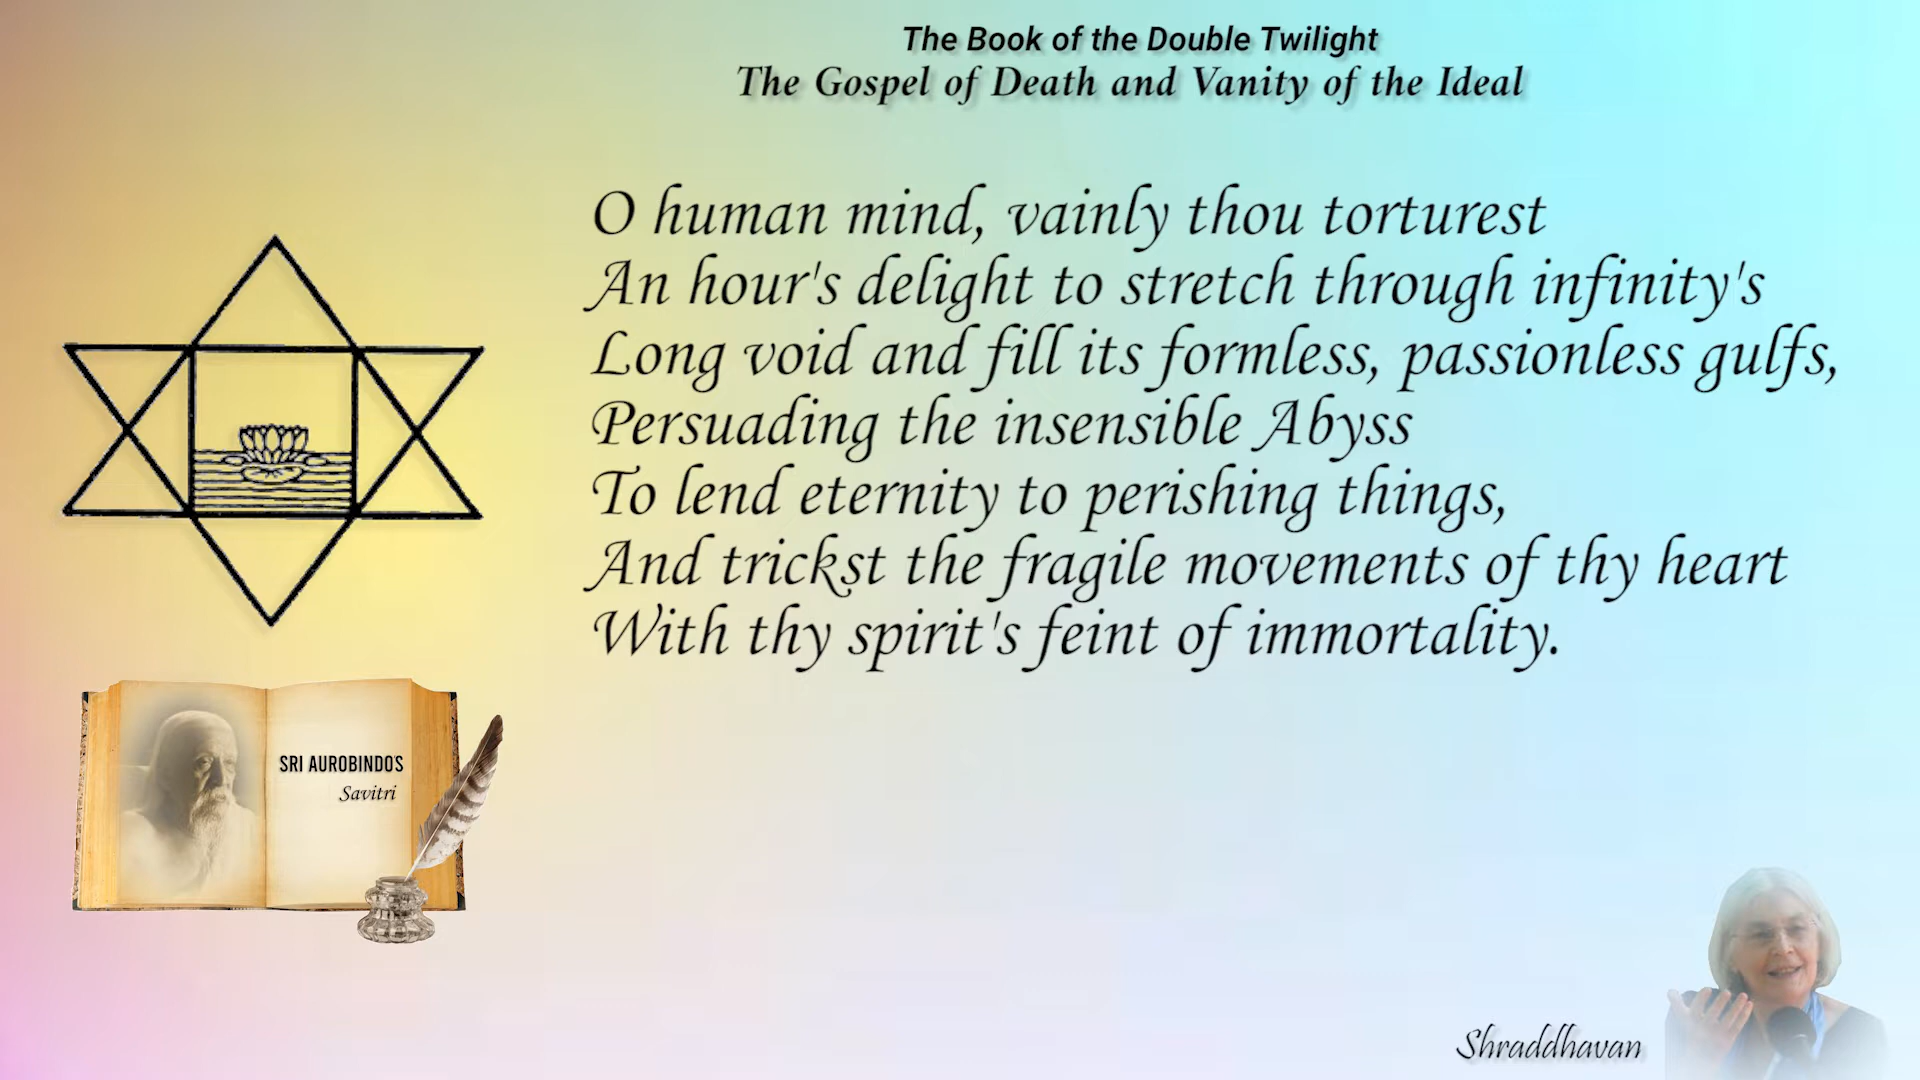 The Book of the Double Twilight
The Gospel of Death and Vanity of the Ideal
O human mind, vainly thou torturest
An hour's delight to stretch through infinity's
Long void and fill its formless, passionless gulfs,
Persuading the insensible Abyss
To lend eternity to perishing things,
And trickst the fragile movements of thy heart
With thy spirit's feint of immortality.
SRI AUROBINDO'S
Savitri
Shraddhavan